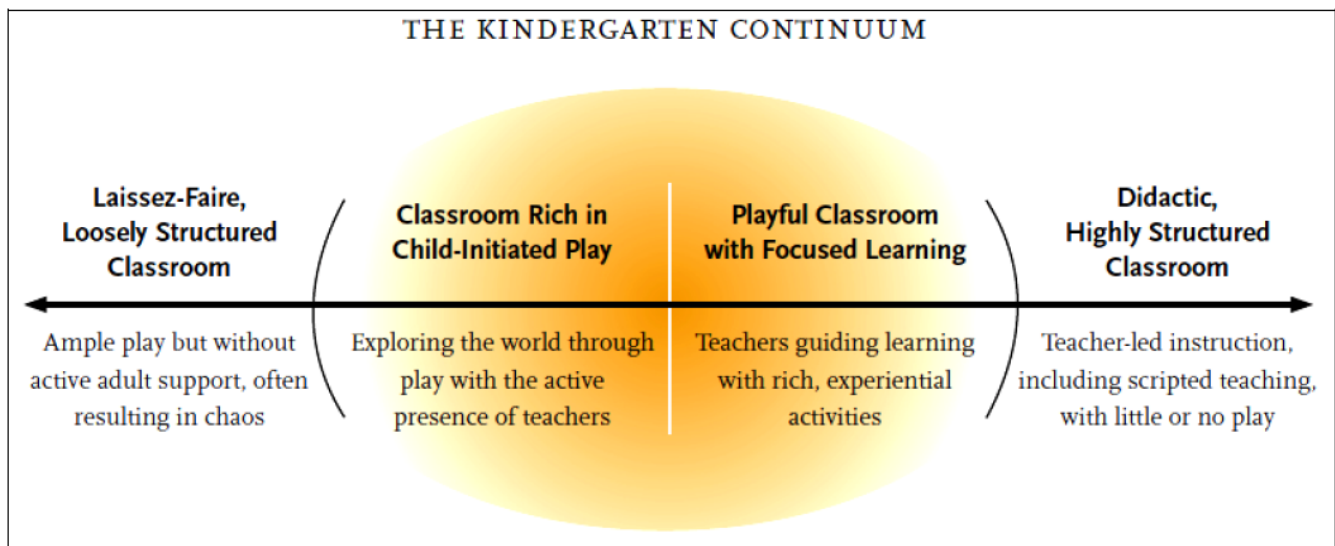 THE KINDERGARTEN CONTINUUM
Laissez-Faire,
Loosely Structured
Classroom
Classroom Rich in
Child-Initiated Play
Playful Classroom
with Focused Learning
Didactic,
Highly Structured
Classroom
Ample play but without
active adult support, often
resulting in chaos
Exploring the world through
play with the active
presence of teachers
Teachers guiding learning
with rich, experiential
activities
Teacher-led instruction,
including scripted teaching,
with little or no play